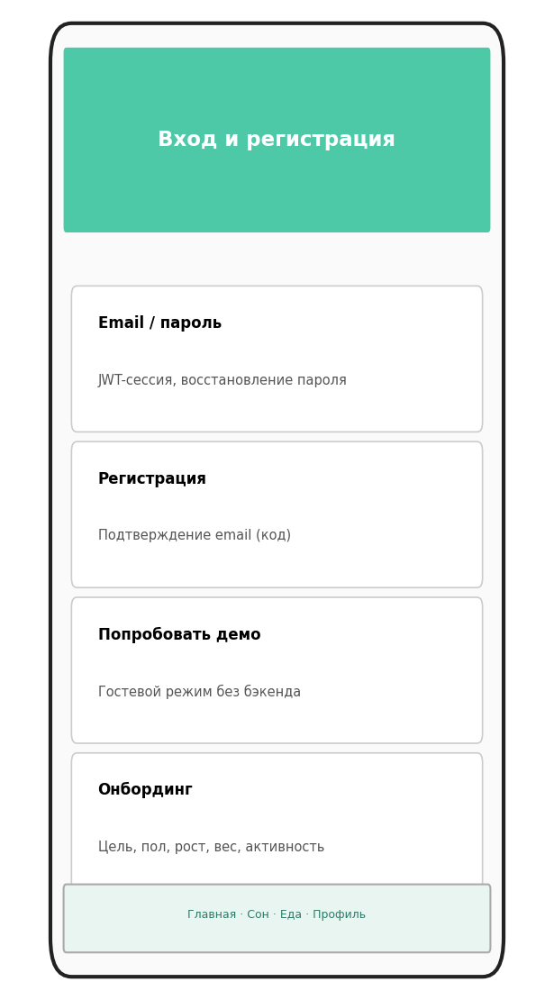 Вход и регистрация
Email / пароль
JWT-сессия, восстановление пароля
Регистрация
Подтверждение email (код)
Попробовать демо
Гостевой режим без бэкенда
Онбординг
Цель, пол, рост, вес, активность
Главная · Сон · Еда · Профиль